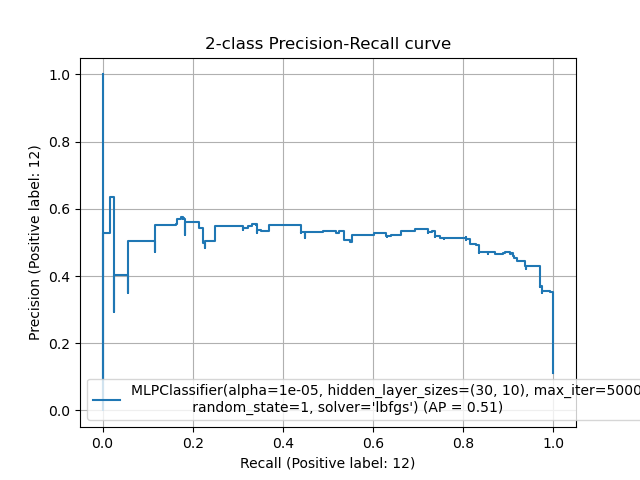 2-class Precision-Recall curve
1.0
0.8
0.6
0.4
0.2
0.0
Precision (Positive label: 12)
MLPClassifier(alpha=1e-05, hidden_layer_sizes=(30, 10), max_iter=5000
random_state=1, solver='lbfgs') (AP = 0.51)
0.0 0.2 0.4 0.6 0.8 1.0
Recall (Positive label: 12)